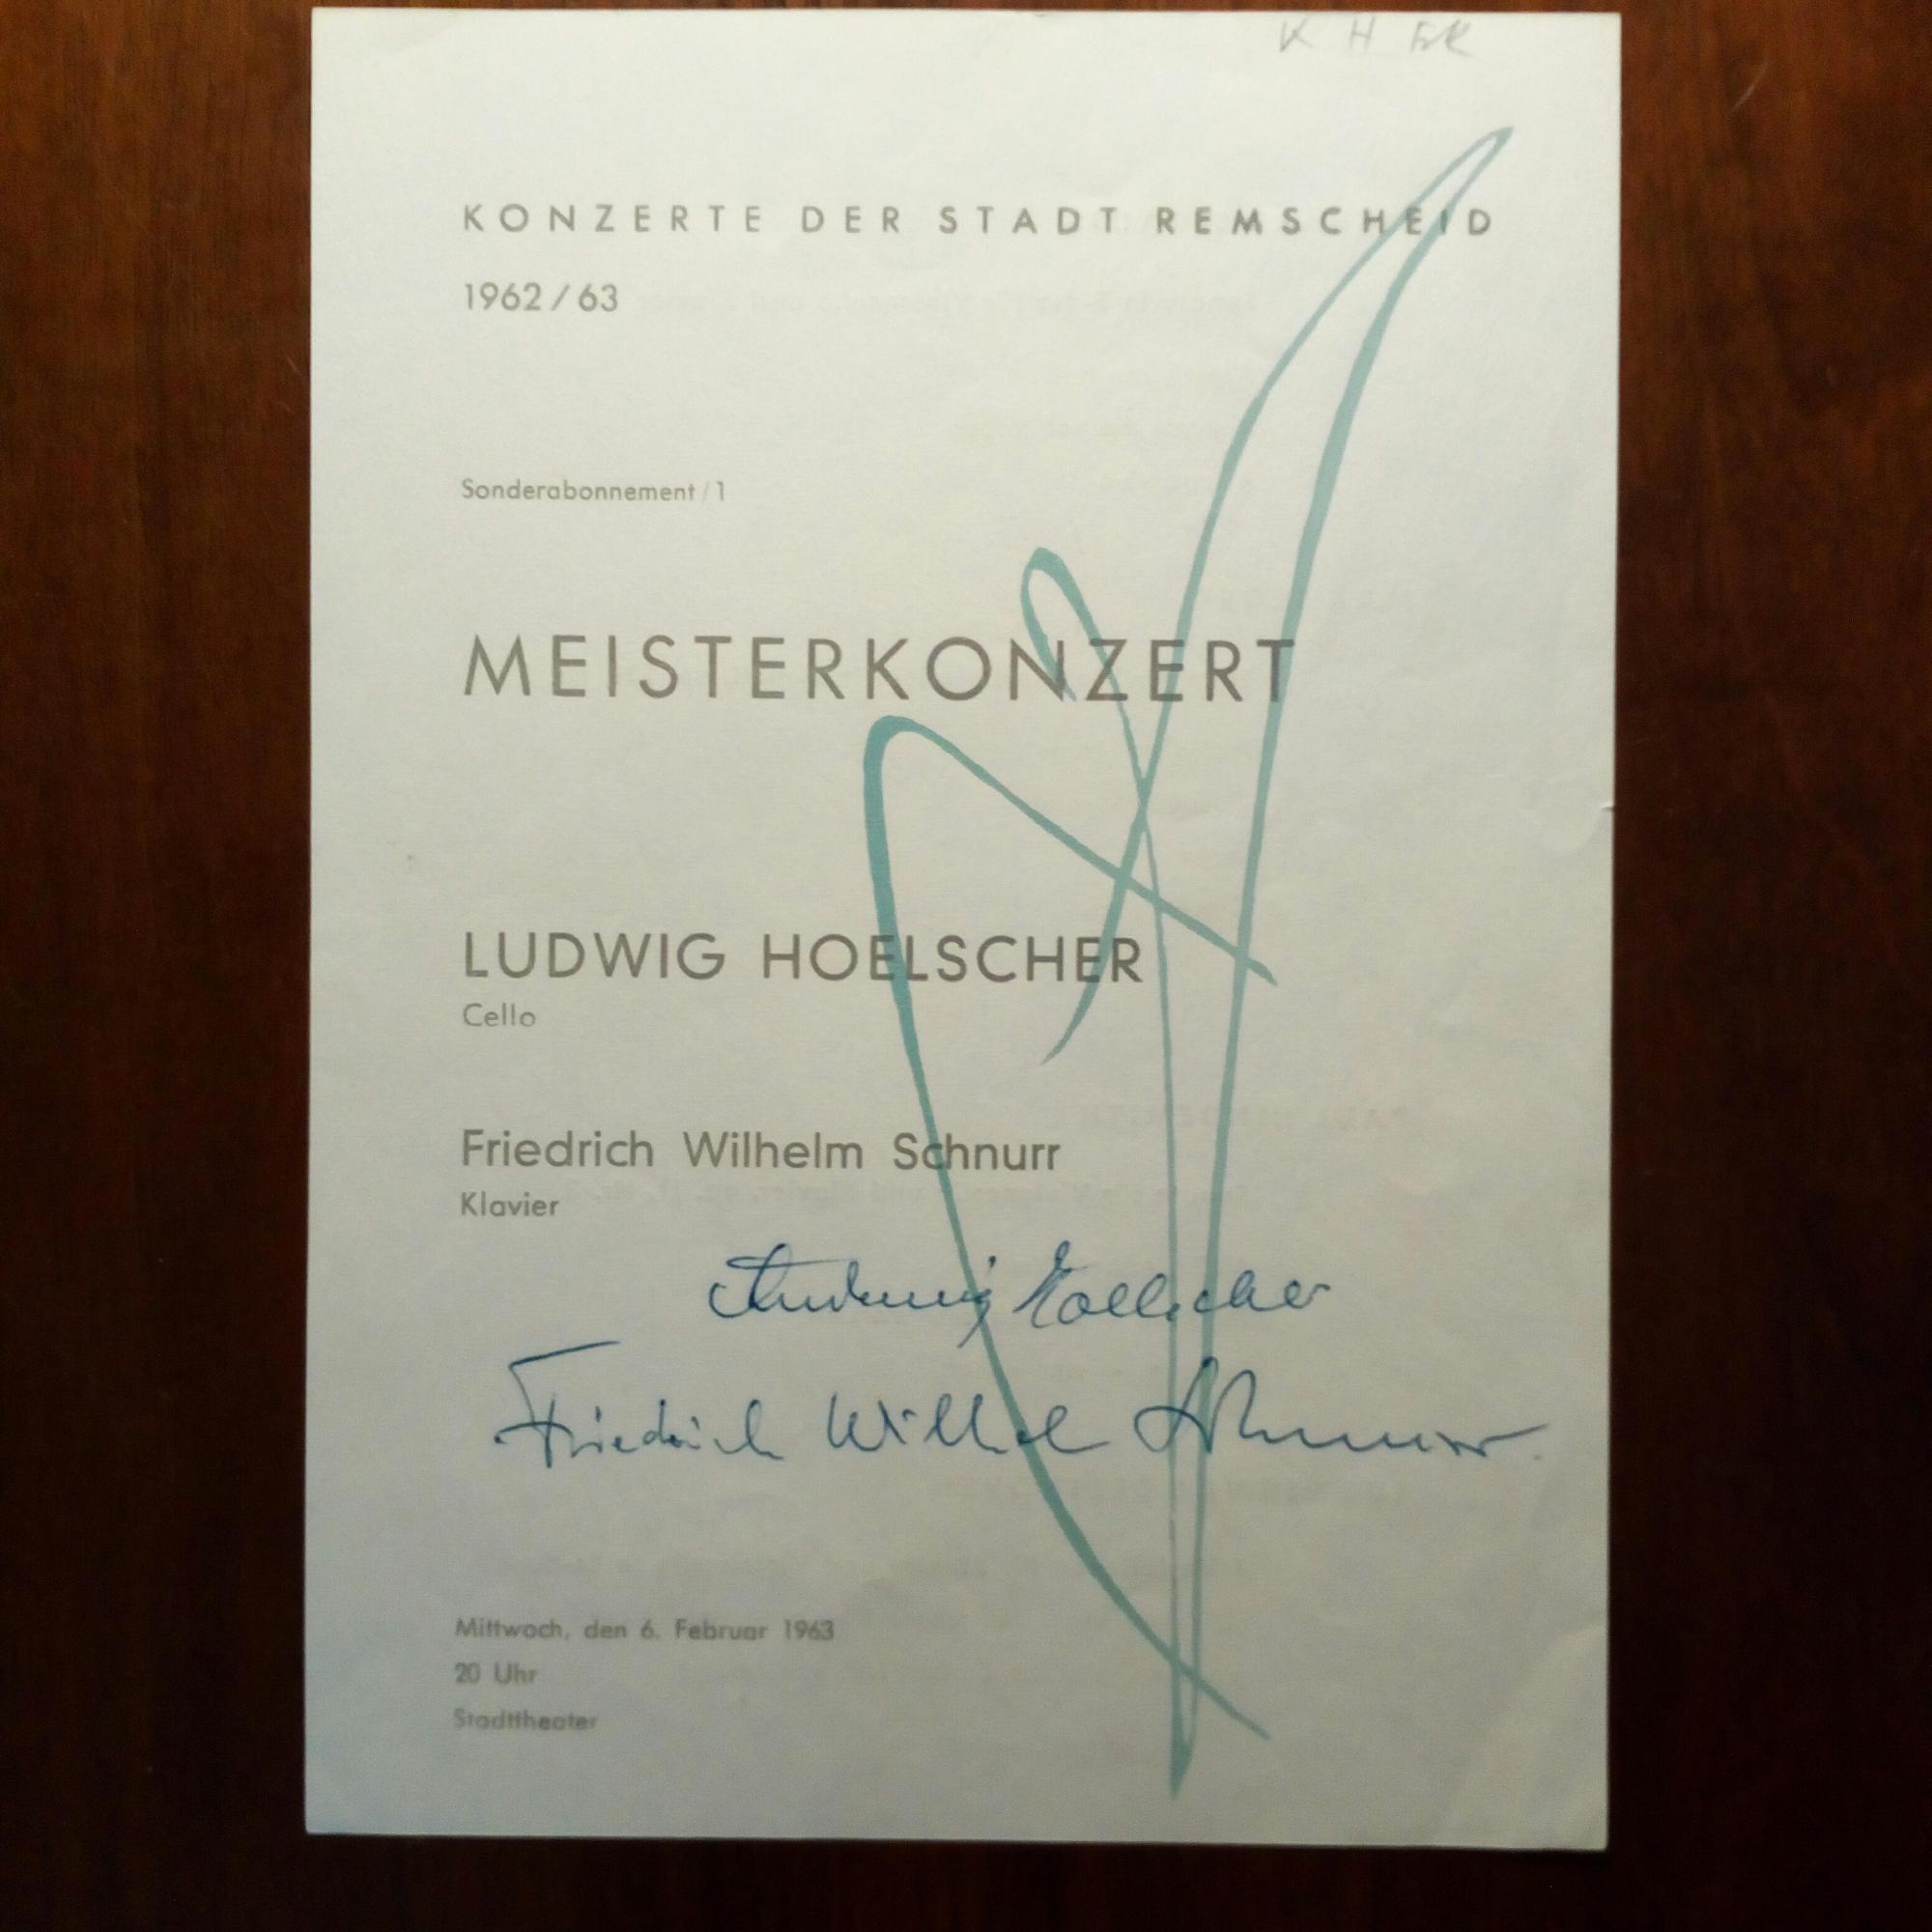 K H
KONZERTE DER STADT REMSCHEID
1962/63
Sonderabonnement/1
MEISTERKONZERT
LUDWIG HOELSCHER
Cello
Friedrich Wilhelm Schnurr
Klavier
Ludwig Hoelscher
Friedrich Wilhelm Schnurr
Mittwoch, den 6. Februar 1963
20 Uhr
Stadttheater